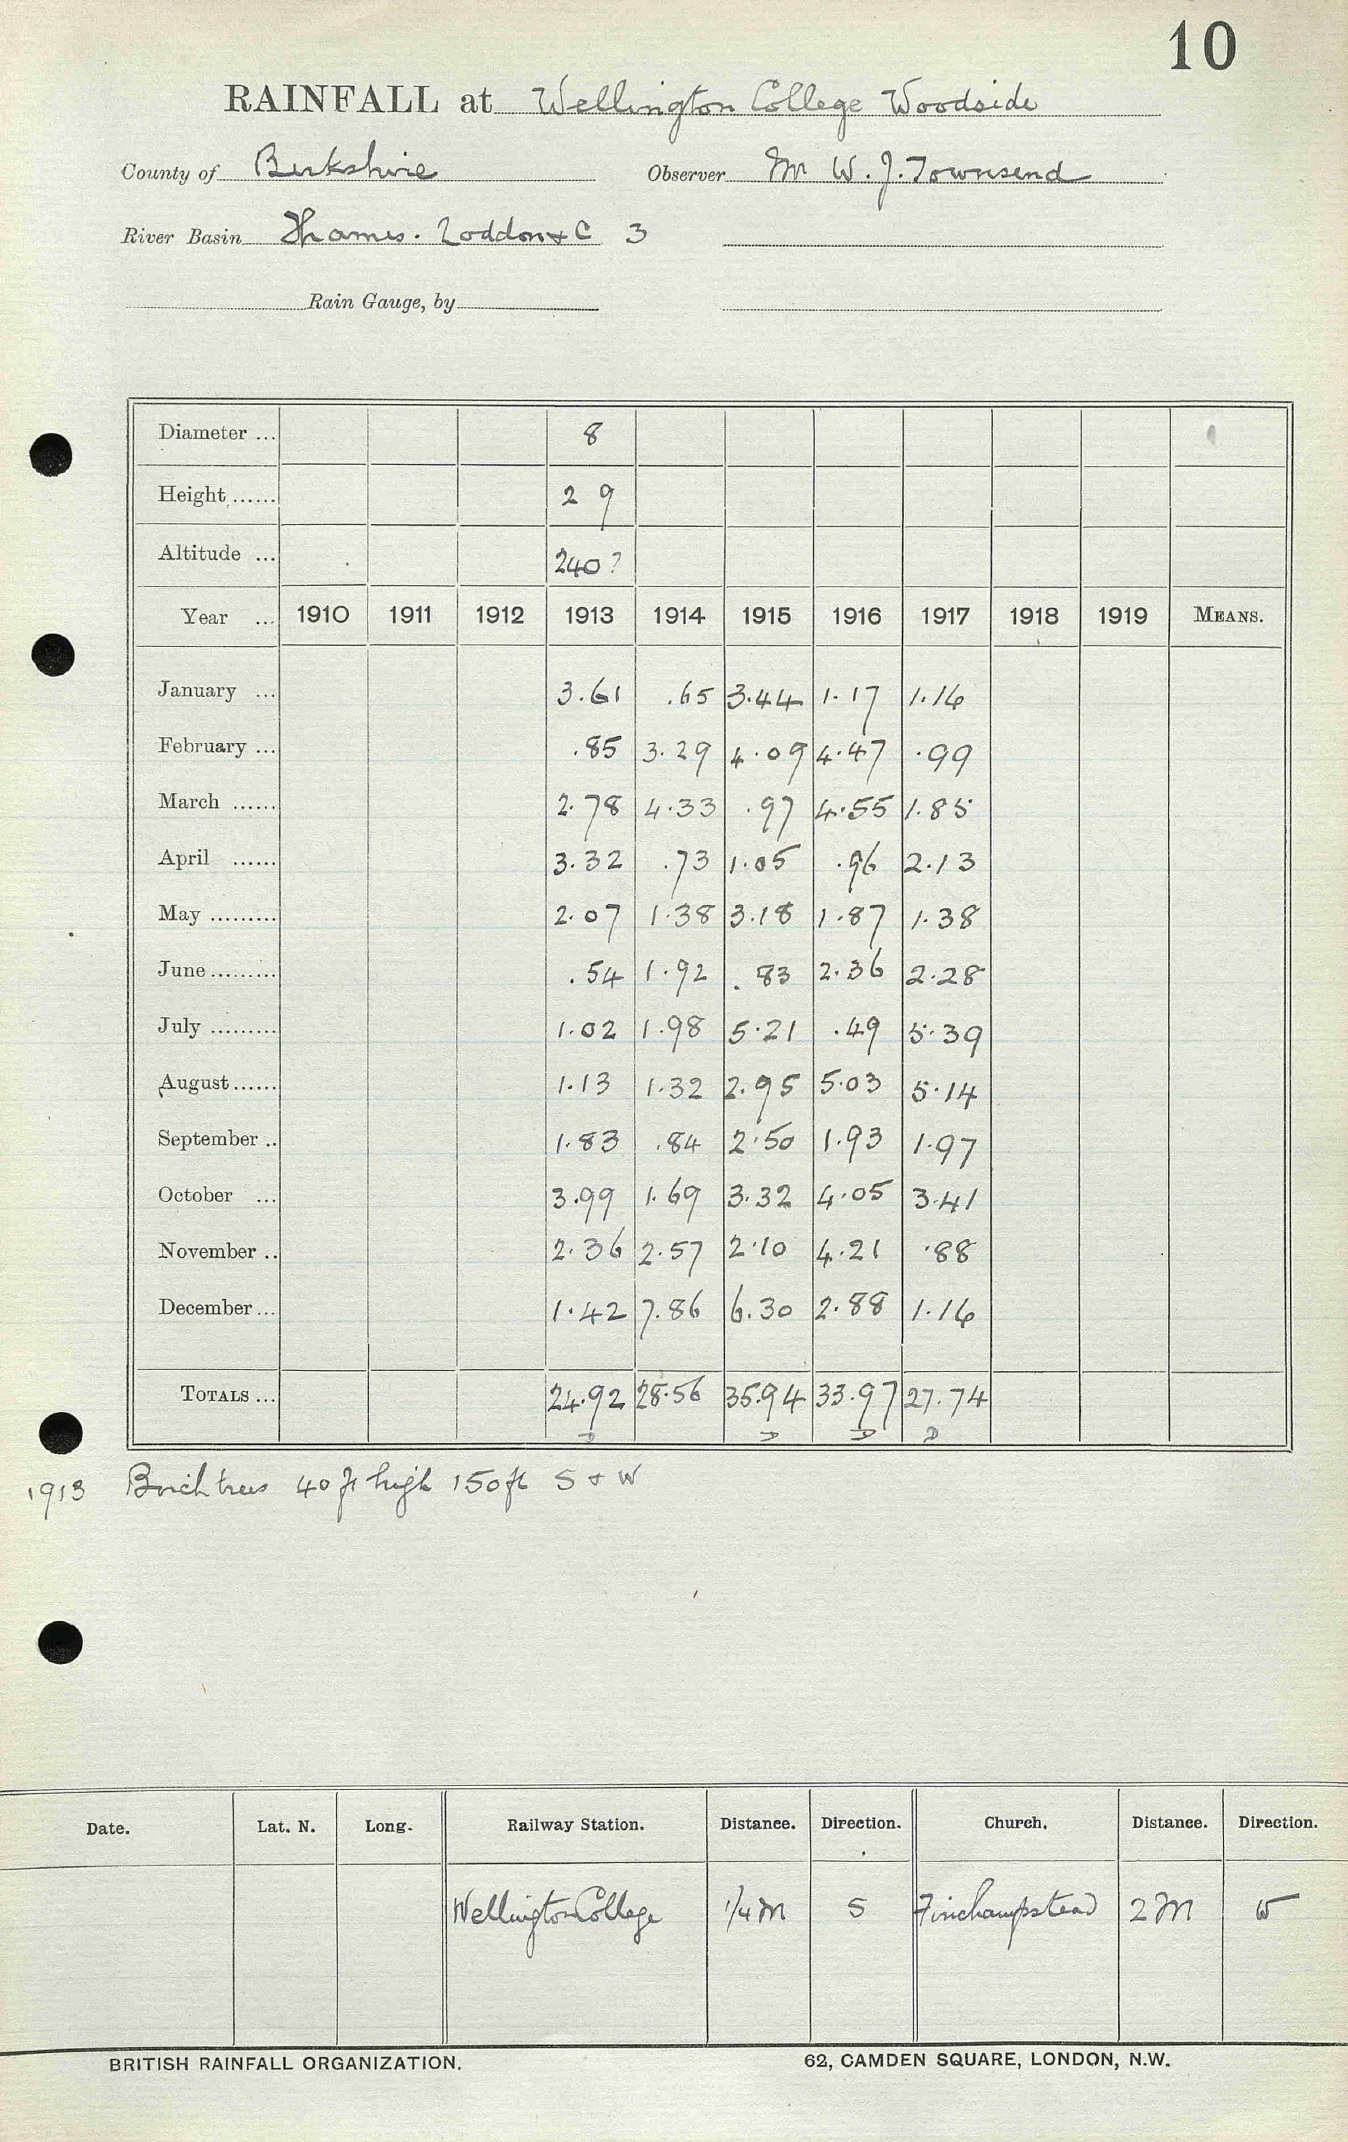 10
RAINFALL at Wellington College Woodside
County of Berkshire Observer Mr W. J. Townsend
River Basin Thames. Loddon & C 3
Rain Gauge, by
Diameter ... 8
Height ...... 2 9
Altitude ... 240?
Year ... 1910 1911 1912 1913 1914 1915 1916 1917 1918 1919 MEANS.
January ... 3.61 .65 3.44 1.17 1.16
February ... .85 3.29 4.09 4.47 .99
March ...... 2.78 4.33 .97 4.55 1.85
April ...... 3.32 .73 1.05 .96 2.13
May ......... 2.07 1.38 3.18 1.87 1.38
June ......... .54 1.92 .83 2.36 2.28
July ......... 1.02 1.98 5.21 .49 5.39
August ...... 1.13 1.32 2.95 5.03 5.14
September .. 1.83 .84 2.50 1.93 1.97
October ... 3.99 1.69 3.32 4.05 3.41
November .. 2.36 2.57 2.10 4.21 .88
December ... 1.42 7.86 6.30 2.88 1.16
TOTALS ... 24.92 28.56 35.94 33.97 27.74
D D D D
1913 Birch trees 40 ft high 150 ft S & W
Date. Lat. N. Long. Railway Station. Distance. Direction. Church. Distance. Direction.
Wellington College 1/4 M S Finchampstead 2 M W
BRITISH RAINFALL ORGANIZATION. 62, CAMDEN SQUARE, LONDON, N.W.